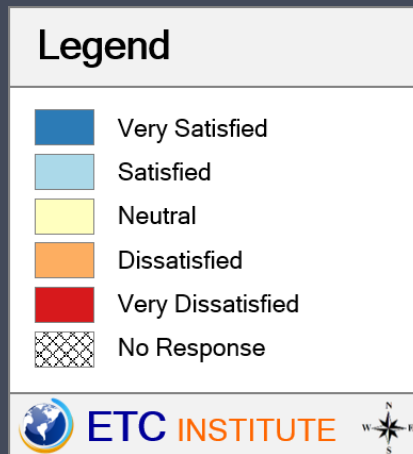 Legend
Very Satisfied
Satisfied
Neutral
Dissatisfied
Very Dissatisfied
No Response
ETC INSTITUTE
N
W E
S